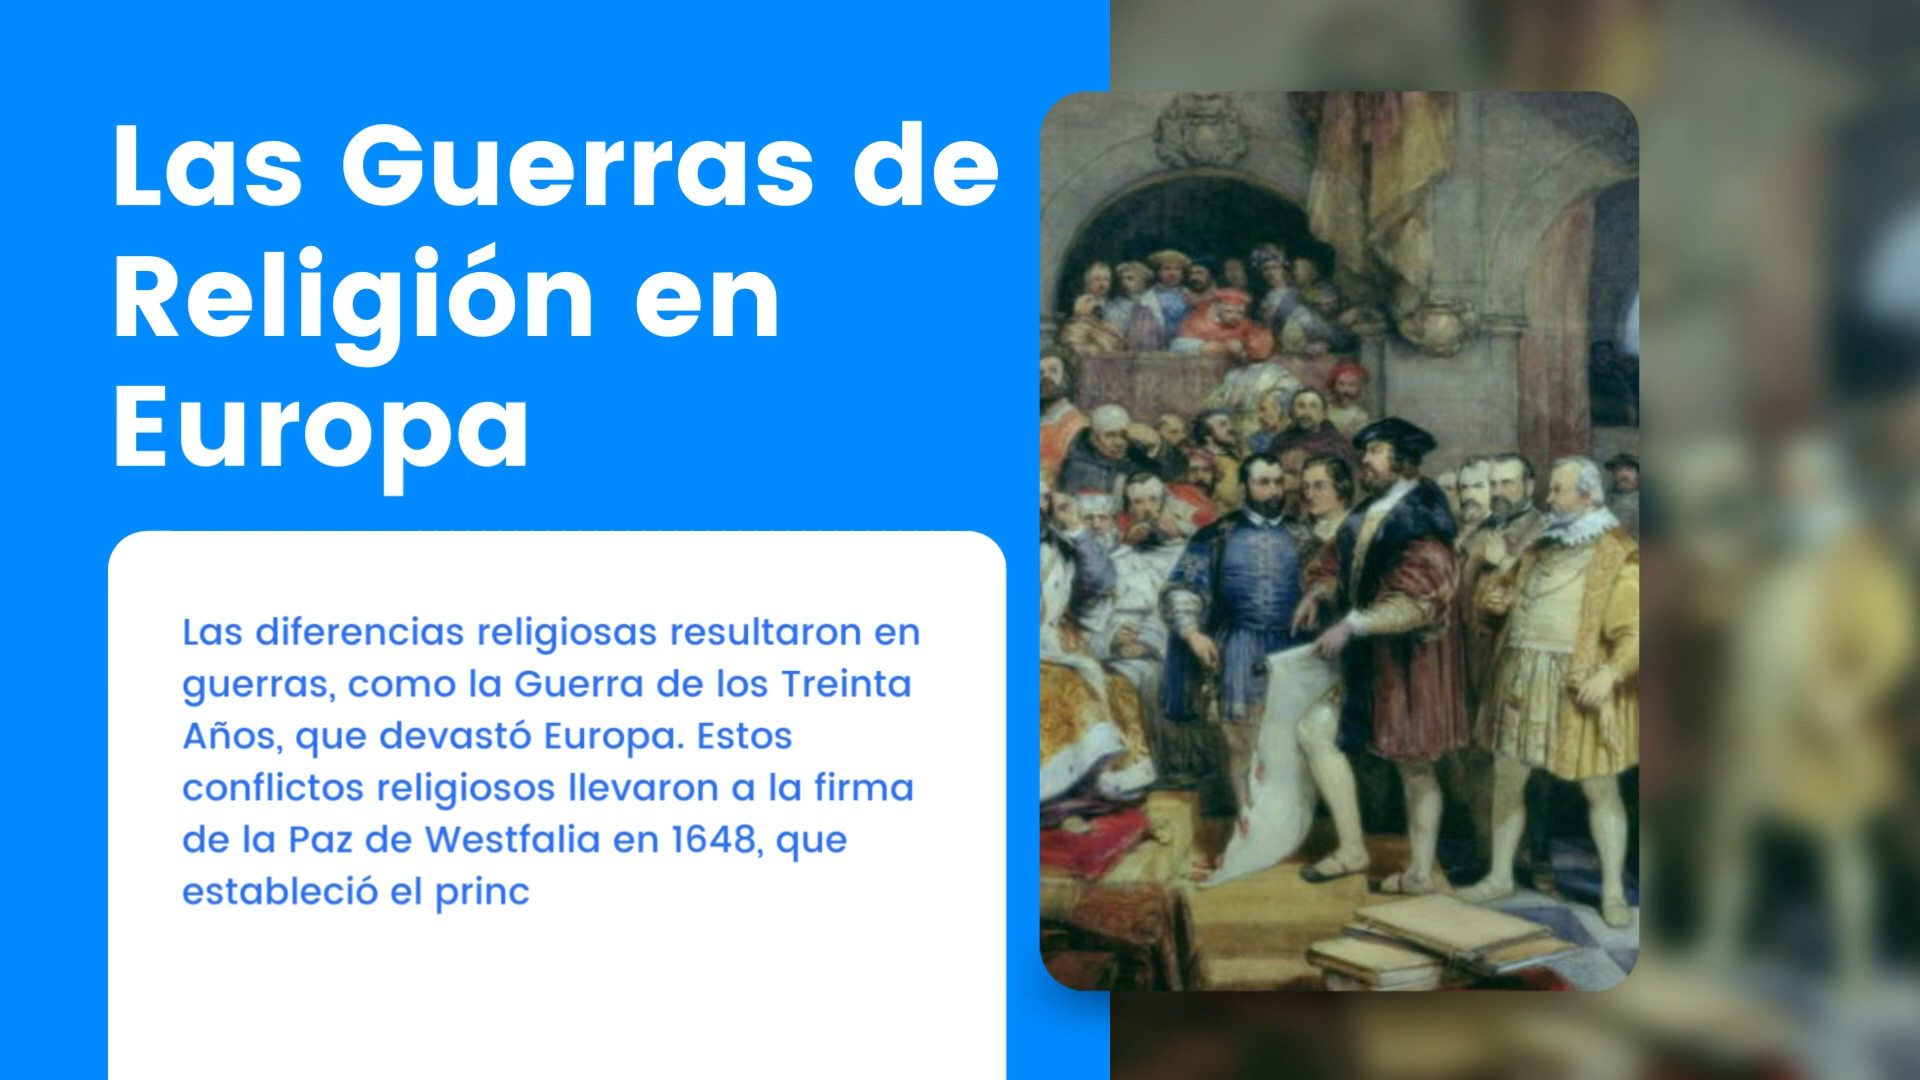 Las Guerras de
Religión en
Europa
Las diferencias religiosas resultaron en
guerras, como la Guerra de los Treinta
Años, que devastó Europa. Estos
conflictos religiosos llevaron a la firma
de la Paz de Westfalia en 1648, que
estableció el princ